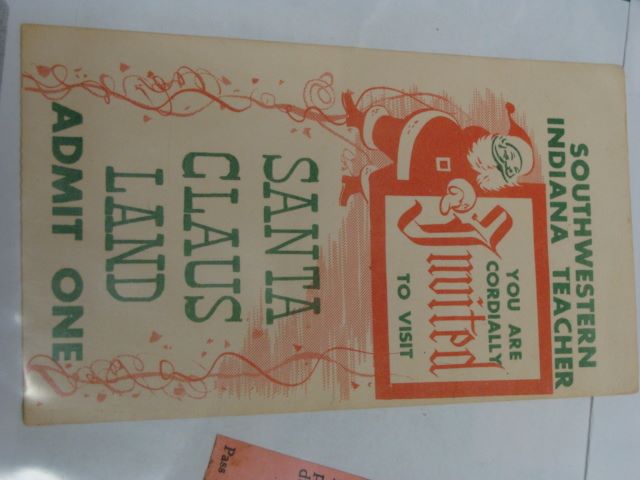 SOUTHWESTERN
INDIANA TEACHER
YOU ARE
CORDIALLY
Invited
TO VISIT
SANTA
CLAUS
LAND
ADMIT ONE
Pass